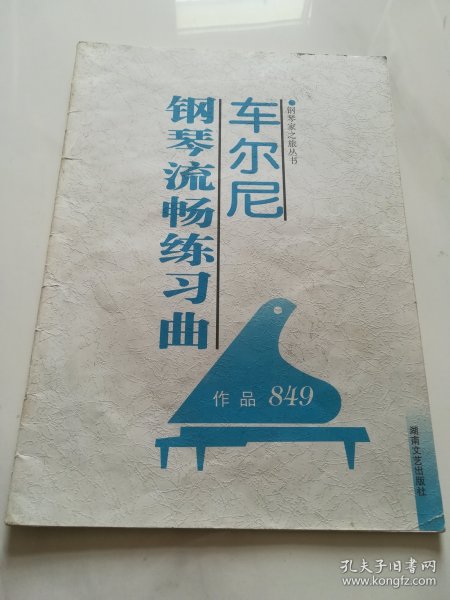 钢琴家之旅丛书
车尔尼
钢琴流畅练习曲
作品 849
湖南文艺出版社
孔夫子旧书网
www.kongfz.com